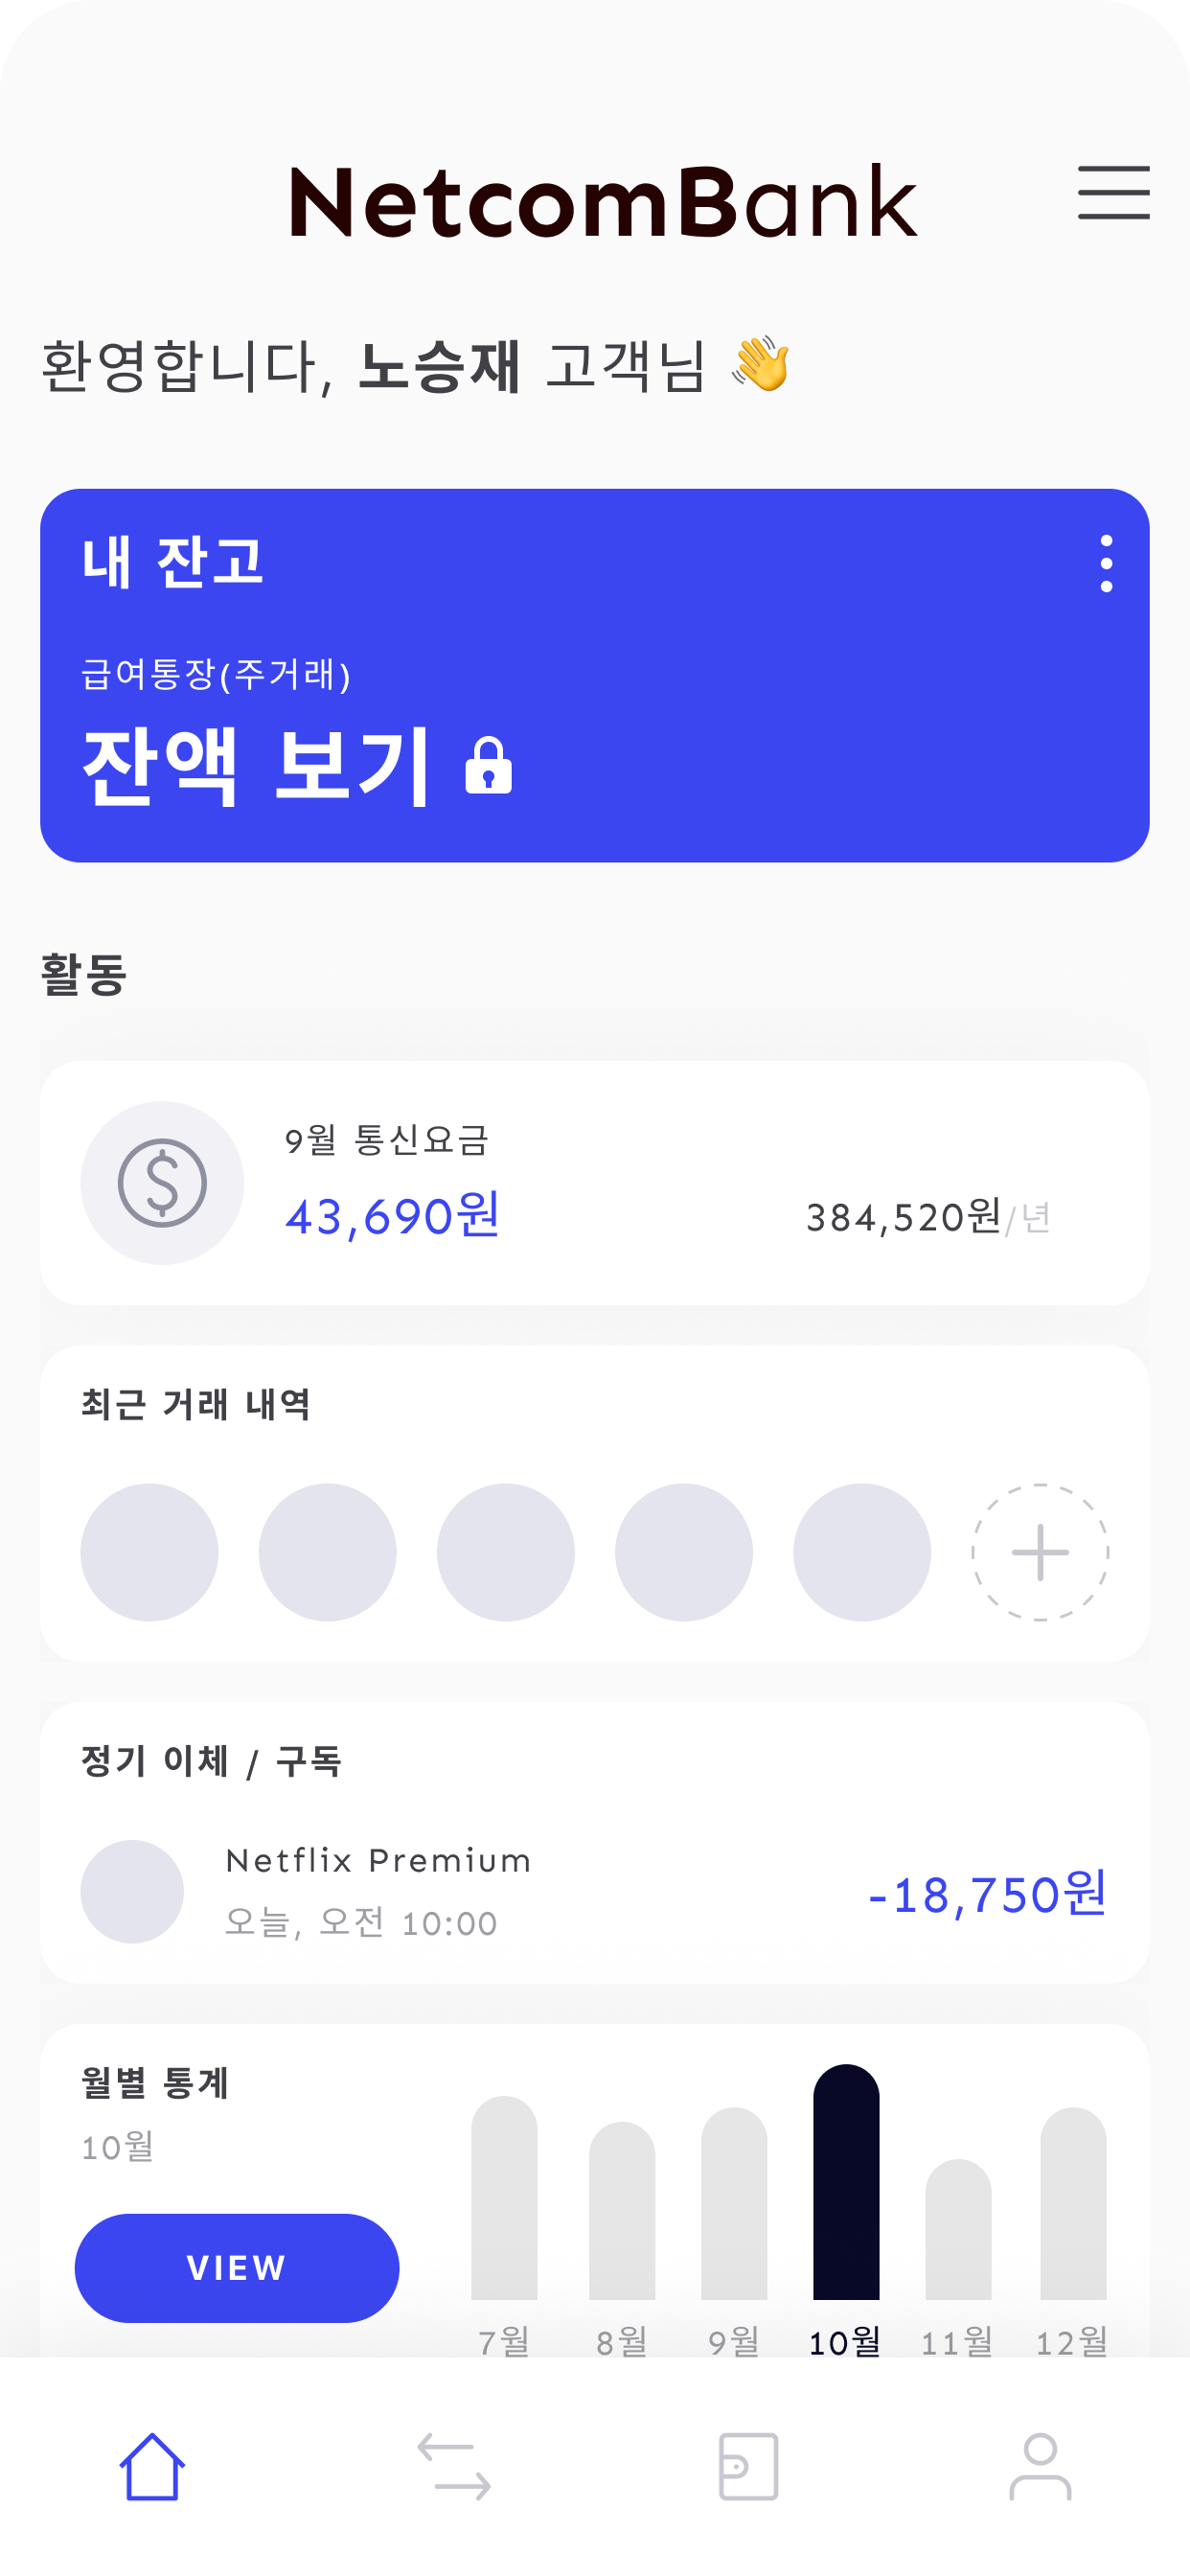 NetcomBank
환영합니다, 노승재 고객님 👋
내 잔고
급여통장(주거래)
잔액 보기
활동
9월 통신요금
43,690원
384,520원/년
최근 거래 내역
정기 이체 / 구독
Netflix Premium
오늘, 오전 10:00
-18,750원
월별 통계
10월
VIEW
7월 8월 9월 10월 11월 12월